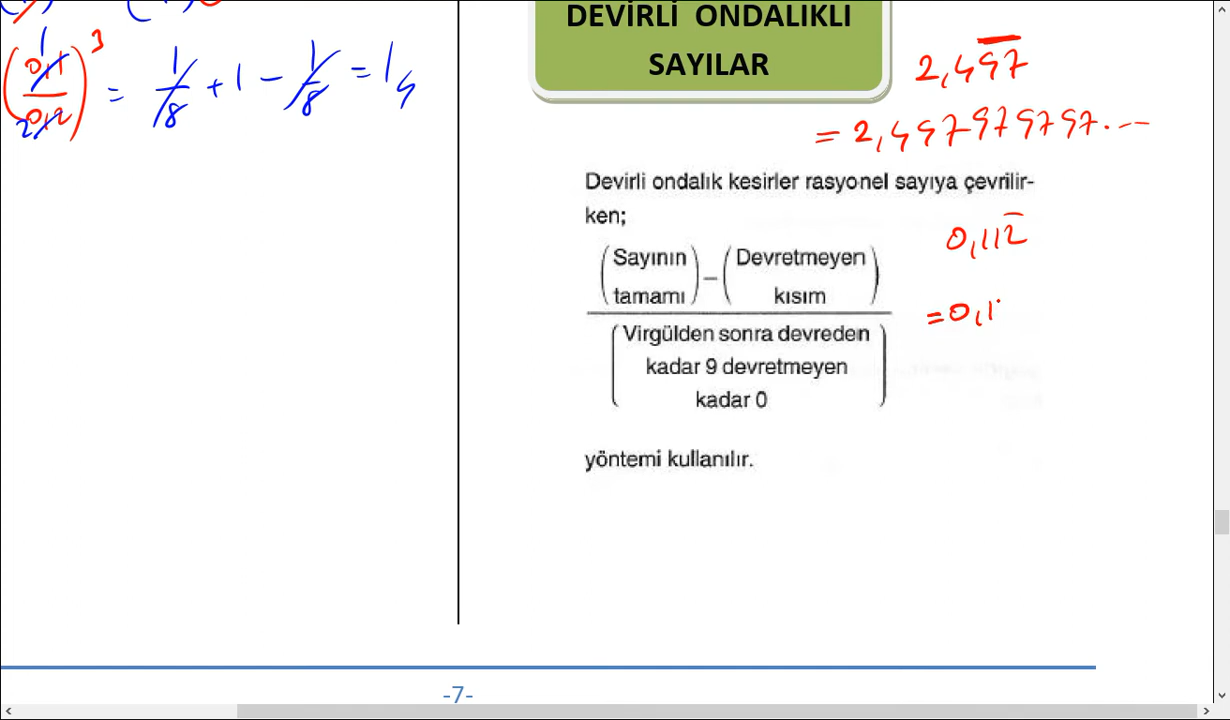 (0,1/0,2)³ = 1/8 + 1 - 1/8 = 1
DEVİRLİ ONDALIKLI
SAYILAR
2,497
= 2,4979797997...
Devirli ondalık kesirler rasyonel sayıya çevrilir-
ken;
0,112
(Sayının) - (Devretmeyen)
(tamamı) (kısım)
= 0,1
Virgülden sonra devreden
kadar 9 devretmeyen
kadar 0
yöntemi kullanılır.
-7-